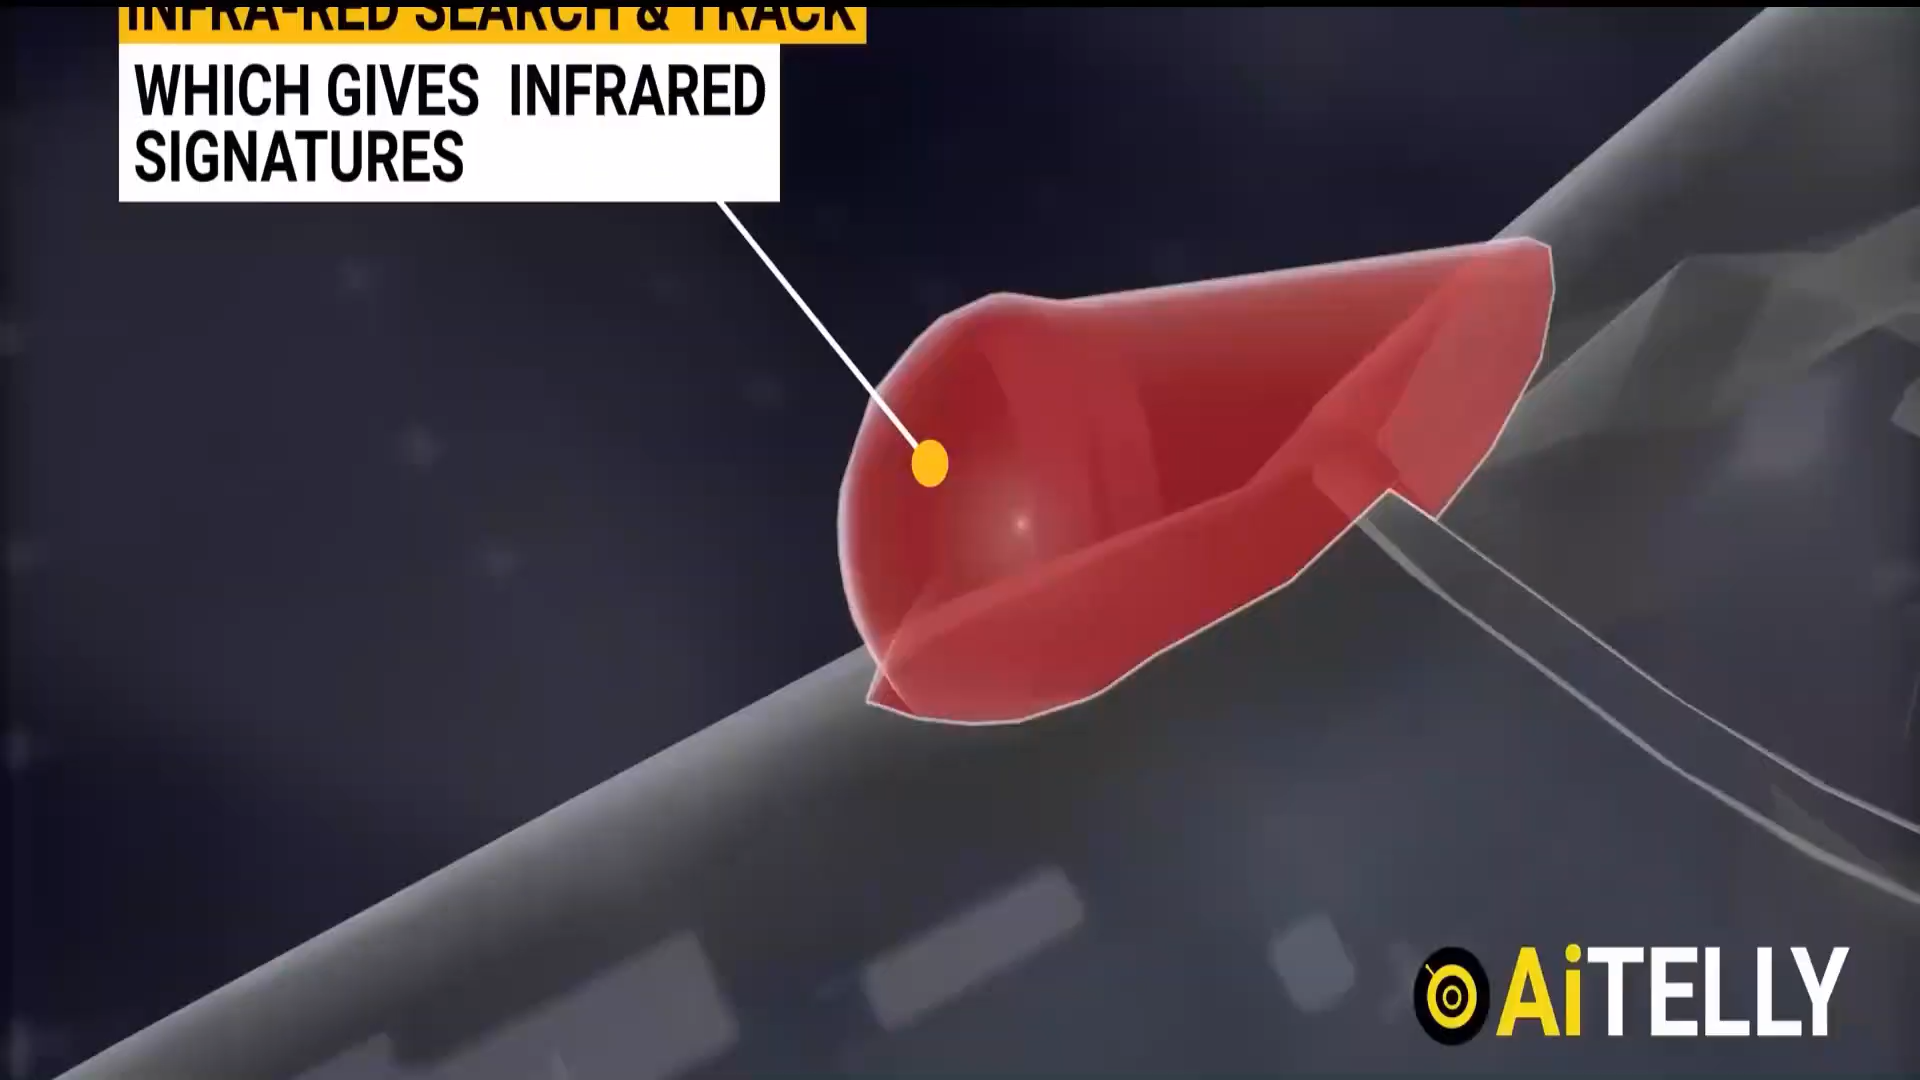 INFRA-RED SEARCH & TRACK
WHICH GIVES INFRARED
SIGNATURES
AiTELLY